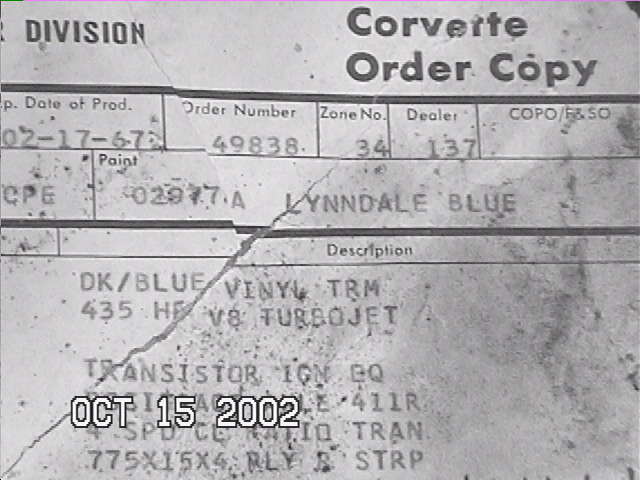 DIVISION
Corvette
Order Copy
p. Date of Prod. Order Number Zone No. Dealer COPO/F&SO
02-17-67 49838 34 137
Paint
CPE 02977 A LYNNDALE BLUE
Description
DK/BLUE VINYL TRM
435 HP V8 TURBOJET
TRANSISTOR IGN EQ
411R
OCT 15 2002
4 SPD CL RATIO TRAN
775X15X4 RLY STRP